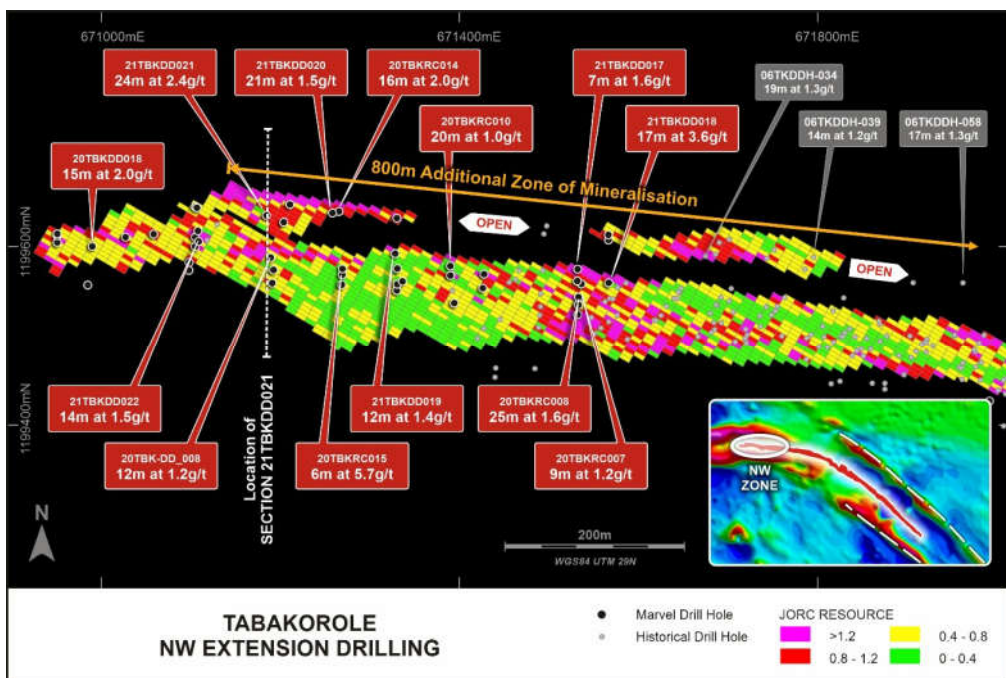 671000mE
671400mE
671800mE
21TBKDD021
24m at 2.4g/t
21TBKDD020
21m at 1.5g/t
20TBKRC014
16m at 2.0g/t
21TBKDD017
7m at 1.6g/t
06TKDDH-034
19m at 1.3g/t
20TBKRC010
20m at 1.0g/t
21TBKDD018
17m at 3.6g/t
06TKDDH-039
14m at 1.2g/t
06TKDDH-058
17m at 1.3g/t
20TBKDD018
15m at 2.0g/t
800m Additional Zone of Mineralisation
OPEN
OPEN
1199600mN
1199400mN
21TBKDD022
14m at 1.5g/t
21TBKDD019
12m at 1.4g/t
20TBKRC008
25m at 1.6g/t
20TBK-DD_008
12m at 1.2g/t
Location of
SECTION 21TBKDD021
20TBKRC015
6m at 5.7g/t
20TBKRC007
9m at 1.2g/t
NW
ZONE
N
200m
WGS84 UTM 29N
TABAKOROLE
NW EXTENSION DRILLING
Marvel Drill Hole
Historical Drill Hole
JORC RESOURCE
>1.2
0.8 - 1.2
0.4 - 0.8
0 - 0.4